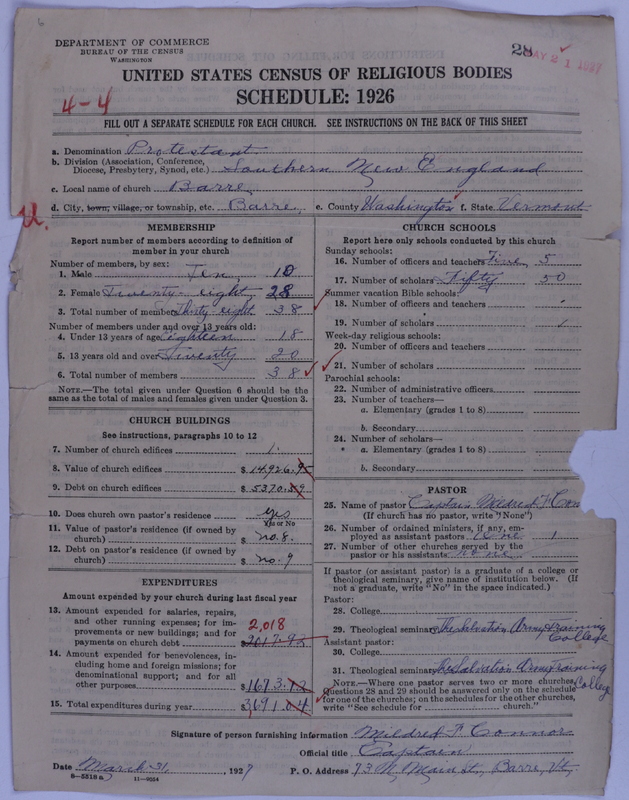 6
DEPARTMENT OF COMMERCE
BUREAU OF THE CENSUS
WASHINGTON
28
MAY 21 1927
UNITED STATES CENSUS OF RELIGIOUS BODIES
4-4
SCHEDULE: 1926
FILL OUT A SEPARATE SCHEDULE FOR EACH CHURCH. SEE INSTRUCTIONS ON THE BACK OF THIS SHEET
a. Denomination Protestant
b. Division (Association, Conference,
Diocese, Presbytery, Synod, etc.) Southern New England
c. Local name of church Barre
d. City, town, village, or township, etc. Barre, e. County Washington f. State Vermont
MEMBERSHIP
Report number of members according to definition of
member in your church
Number of members, by sex:
1. Male Ten 10
2. Female Twenty-eight 28
3. Total number of members Thirty eight 38
Number of members under and over 13 years old:
4. Under 13 years of age Eighteen 18
5. 13 years old and over Twenty 20
6. Total number of members 38
NOTE.—The total given under Question 6 should be the
same as the total of males and females given under Question 3.
CHURCH BUILDINGS
See instructions, paragraphs 10 to 12
7. Number of church edifices 1
8. Value of church edifices $14,926.95
9. Debt on church edifices $5370.59
10. Does church own pastor's residence yes
Yes or No
11. Value of pastor's residence (if owned by
church) $ no. 8.
12. Debt on pastor's residence (if owned by
church) $ no. 9
EXPENDITURES
Amount expended by your church during last fiscal year
13. Amount expended for salaries, repairs,
and other running expenses; for im-
provements or new buildings; and for
payments on church debt 2,018 $2017.92
14. Amount expended for benevolences, in-
cluding home and foreign missions; for
denominational support; and for all
other purposes $1673.12
15. Total expenditures during year $3,691.04
CHURCH SCHOOLS
Report here only schools conducted by this church
Sunday schools:
16. Number of officers and teachers five 5
17. Number of scholars Fifty 50
Summer vacation Bible schools:
18. Number of officers and teachers
19. Number of scholars
Week-day religious schools:
20. Number of officers and teachers
21. Number of scholars
Parochial schools:
22. Number of administrative officers
23. Number of teachers—
a. Elementary (grades 1 to 8)
b. Secondary
24. Number of scholars—
a. Elementary (grades 1 to 8)
b. Secondary
PASTOR
25. Name of pastor Captain Mildred F. Con
(If church has no pastor, write "None")
26. Number of ordained ministers, if any, em-
ployed as assistant pastors One 1
27. Number of other churches served by the
pastor or his assistants none
If pastor (or assistant pastor) is a graduate of a college or
theological seminary, give name of institution below. (If
not a graduate, write "No" in the space indicated.)
Pastor:
28. College
29. Theological seminary The Salvation Army training College
Assistant pastor:
30. College
31. Theological seminary The Salvation Army training College
NOTE.—Where one pastor serves two or more churches,
Questions 28 and 29 should be answered only on the schedule
for one of the churches; on the schedules for the other churches,
write "See schedule for church."
Signature of person furnishing information Mildred F. Connor
Official title Captain
Date March 31, 1927 P. O. Address 73 N. Main St., Barre, Vt.
8-5518a 11-9054